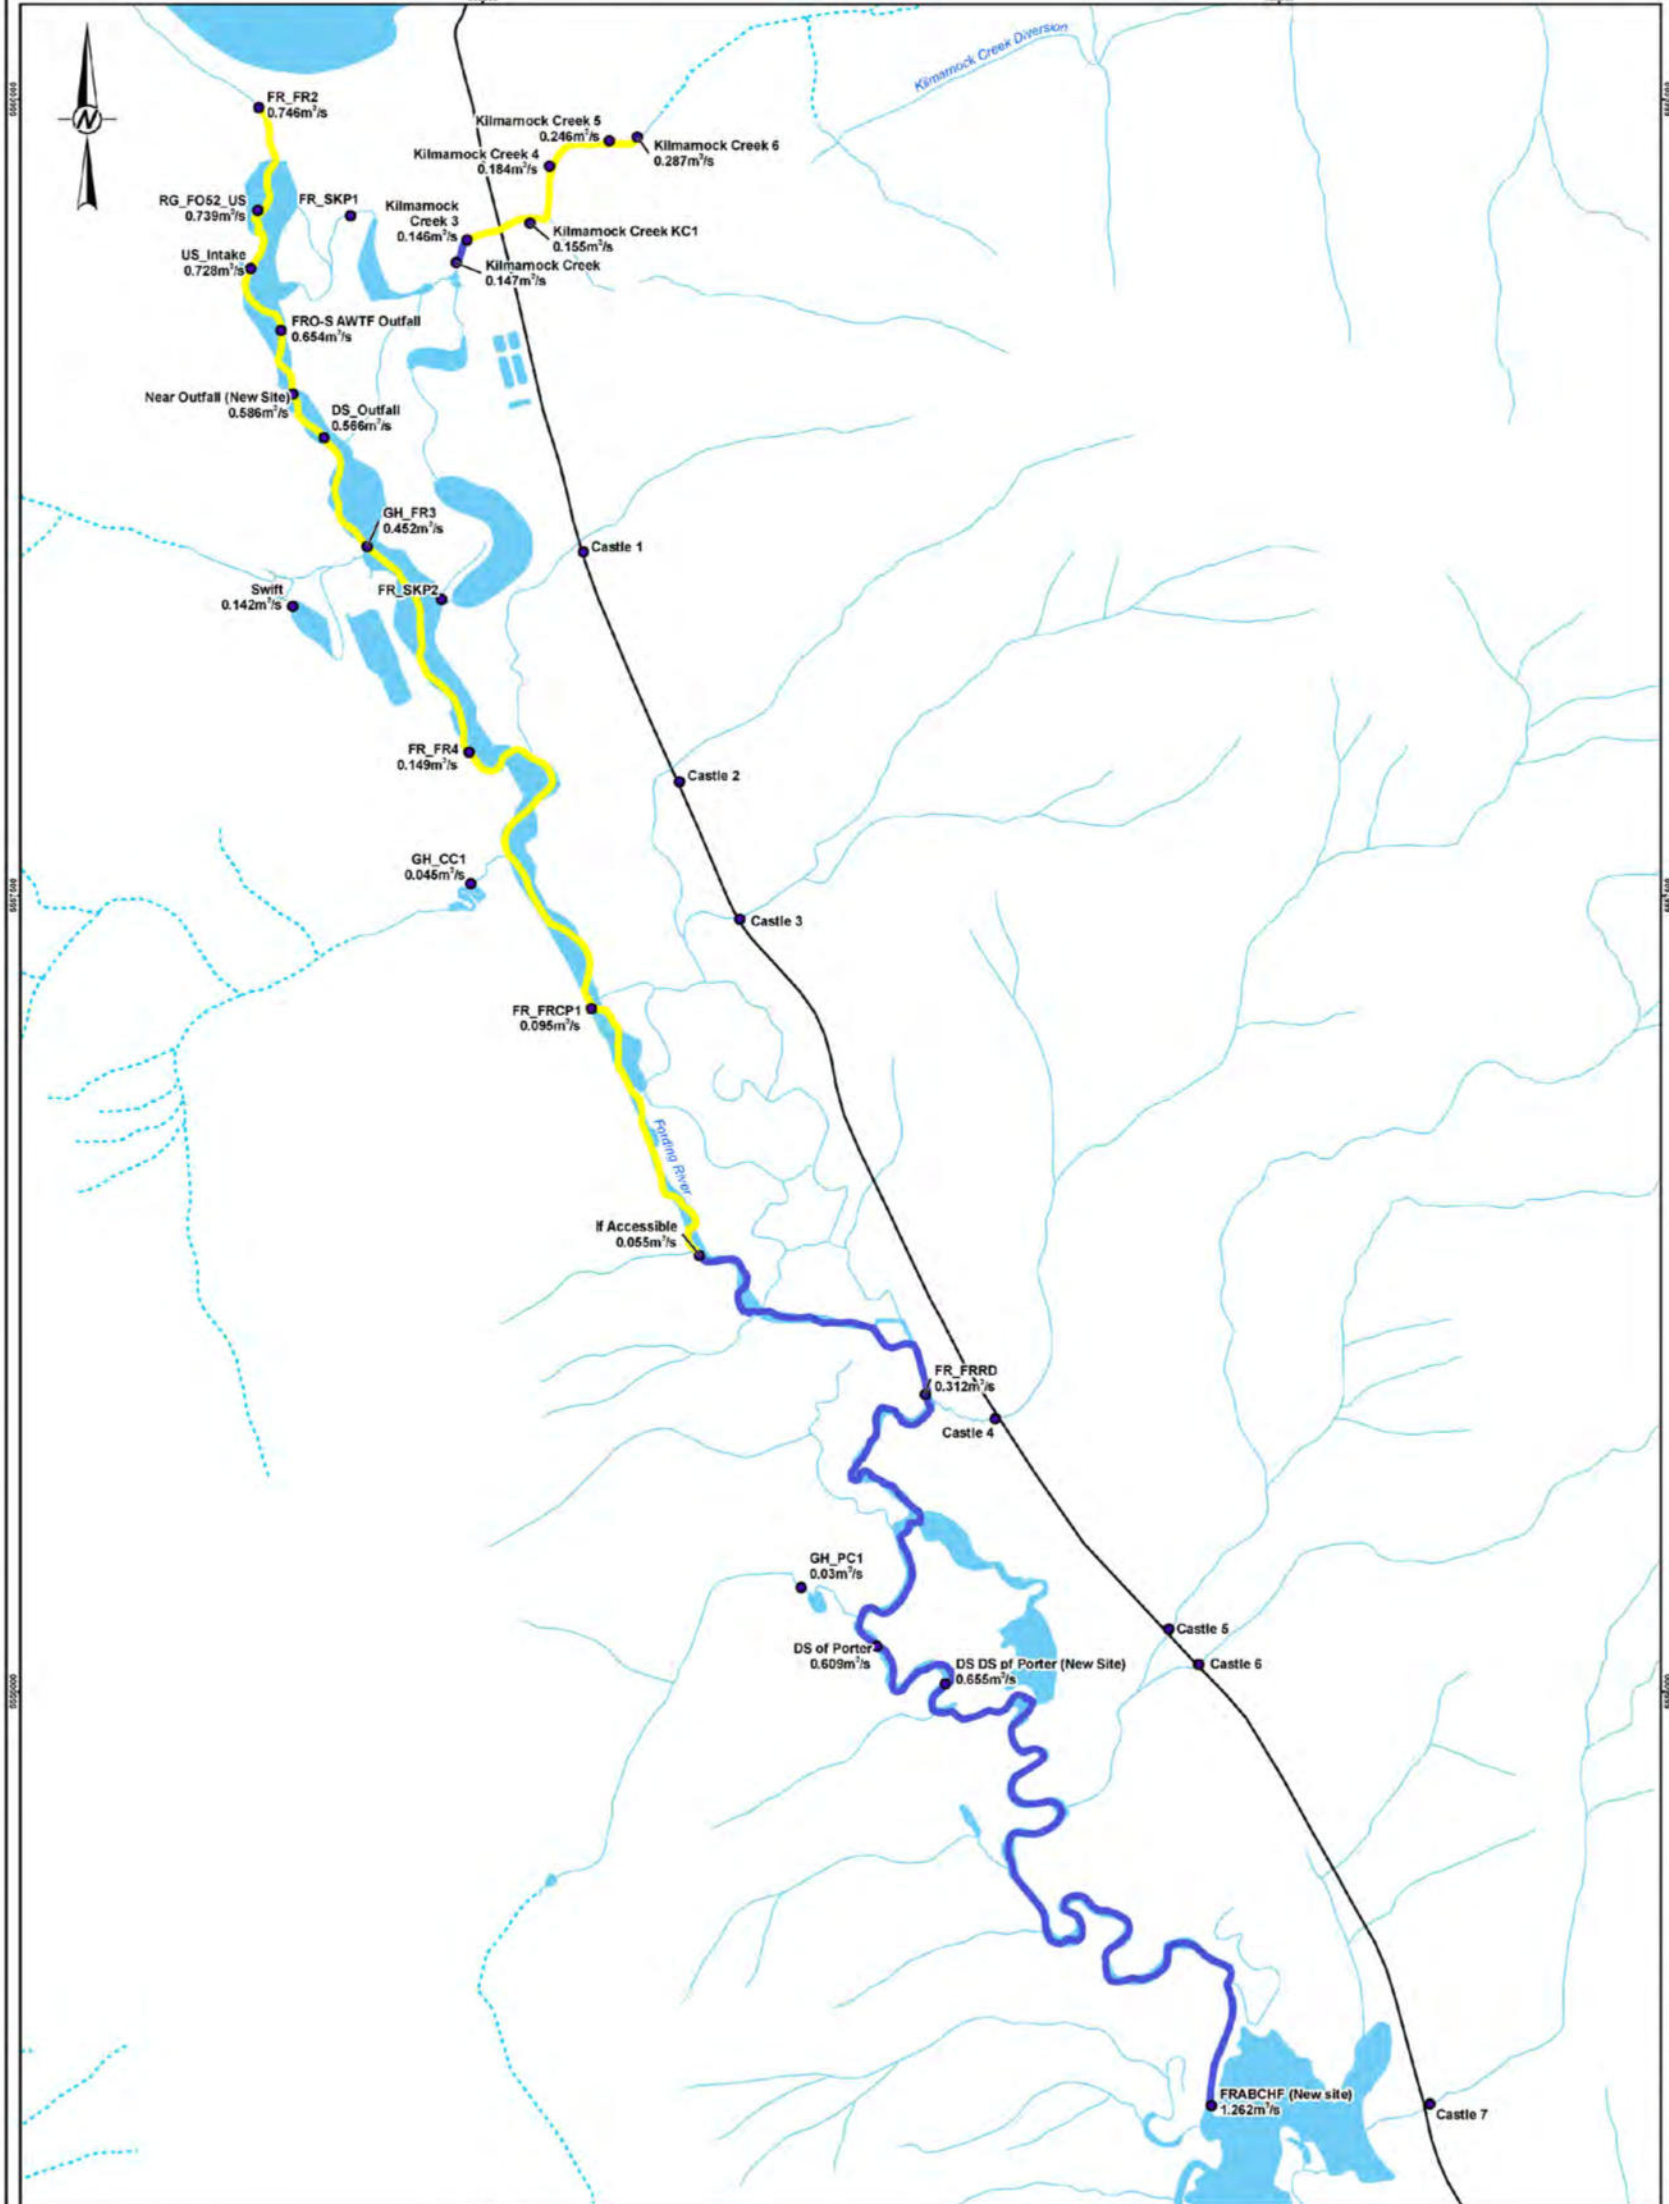 Kilmarnock Creek Diversion
N
FR_FR2
0.746m³/s
Kilmarnock Creek 5
0.246m³/s
Kilmarnock Creek 6
0.287m³/s
Kilmarnock Creek 4
0.184m³/s
RG_FO52_US
0.739m³/s
FR_SKP1
Kilmarnock
Creek 3
0.146m³/s
Kilmarnock Creek KC1
0.155m³/s
US_Intake
0.728m³/s
Kilmarnock Creek
0.147m³/s
FRO-S AWTF Outfall
0.654m³/s
Near Outfall (New Site)
0.586m³/s
DS_Outfall
0.566m³/s
GH_FR3
0.452m³/s
Castle 1
Swift
0.142m³/s
FR_SKP2
FR_FR4
0.149m³/s
Castle 2
GH_CC1
0.045m³/s
Castle 3
FR_FRCP1
0.095m³/s
Fording River
If Accessible
0.055m³/s
FR_FRRD
0.312m³/s
Castle 4
GH_PC1
0.03m³/s
DS of Porter
0.609m³/s
DS DS pf Porter (New Site)
0.655m³/s
Castle 5
Castle 6
FRABCHF (New site)
1.262m³/s
Castle 7